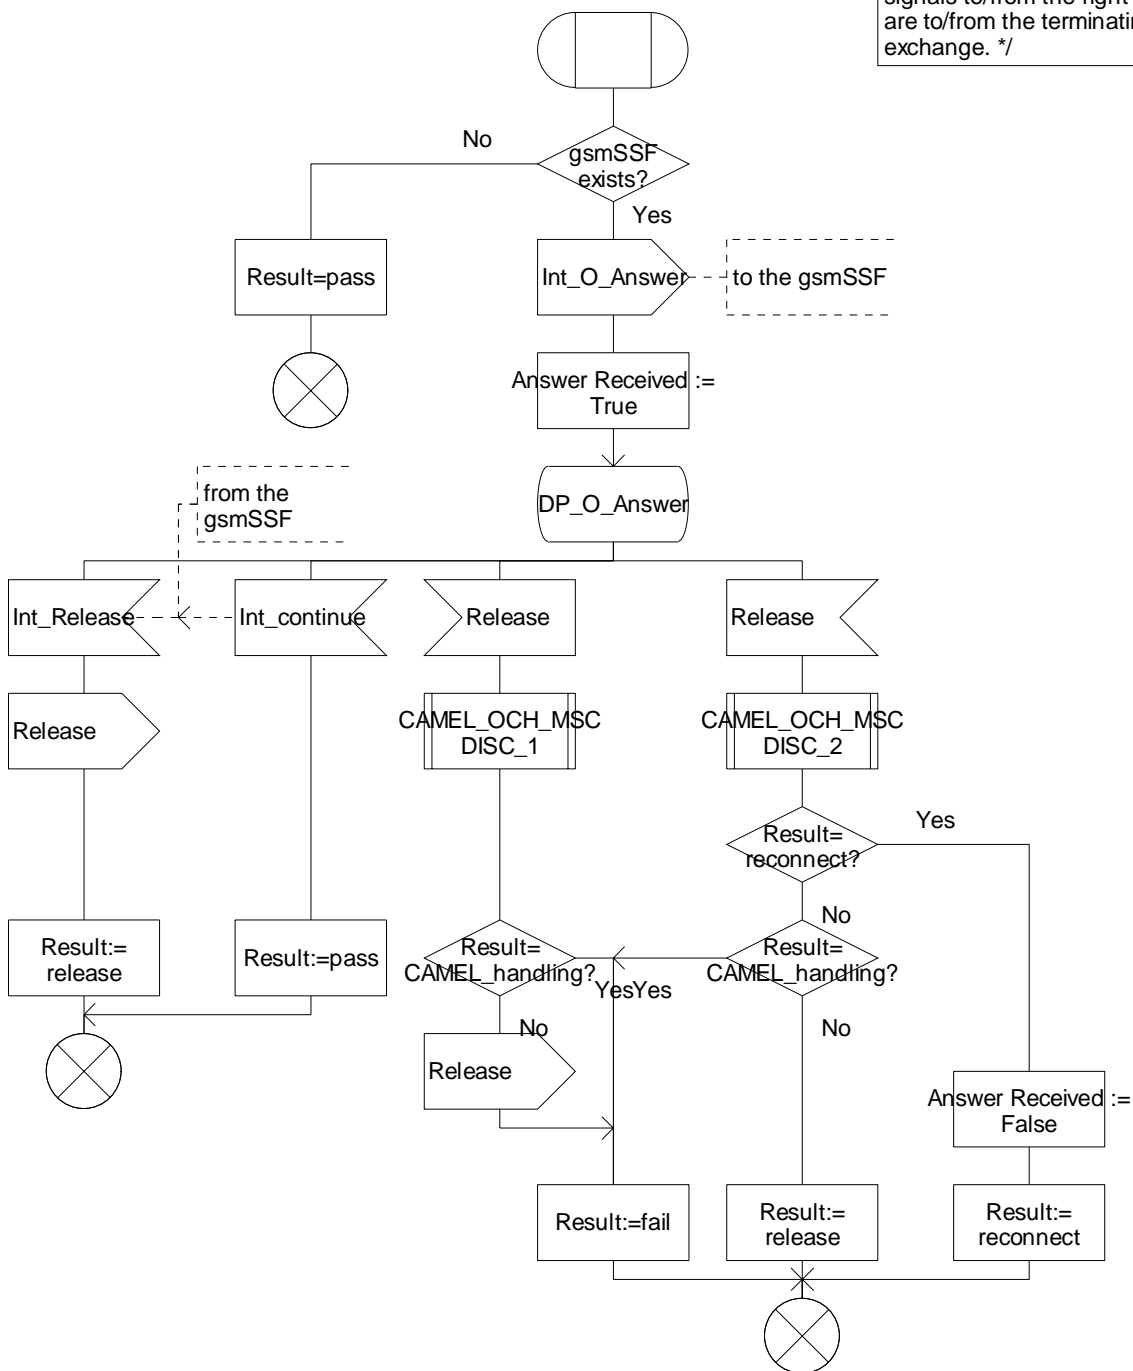 signals to/from the right
are to/from the terminatin
exchange. */
No
gsmSSF
exists?
Yes
Result=pass
Int_O_Answer
to the gsmSSF
Answer Received :=
True
from the
gsmSSF
DP_O_Answer
Int_Release
Int_continue
Release
Release
Release
CAMEL_OCH_MSC
DISC_1
CAMEL_OCH_MSC
DISC_2
Result=
reconnect?
Yes
No
Result:=
release
Result:=pass
Result=
CAMEL_handling?
Yes
Yes
Result=
CAMEL_handling?
No
No
Release
Answer Received :=
False
Result:=fail
Result:=
release
Result:=
reconnect